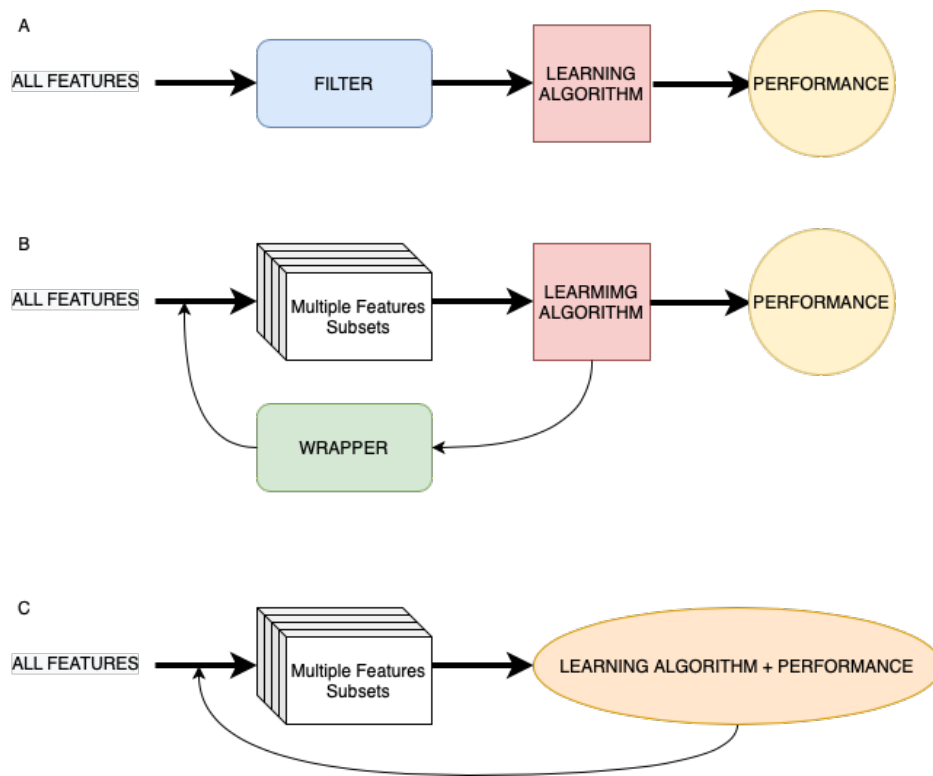 A
ALL FEATURES
FILTER
LEARNING
ALGORITHM
PERFORMANCE
B
ALL FEATURES
Multiple Features
Subsets
LEARMIMG
ALGORITHM
PERFORMANCE
WRAPPER
C
ALL FEATURES
Multiple Features
Subsets
LEARNING ALGORITHM + PERFORMANCE